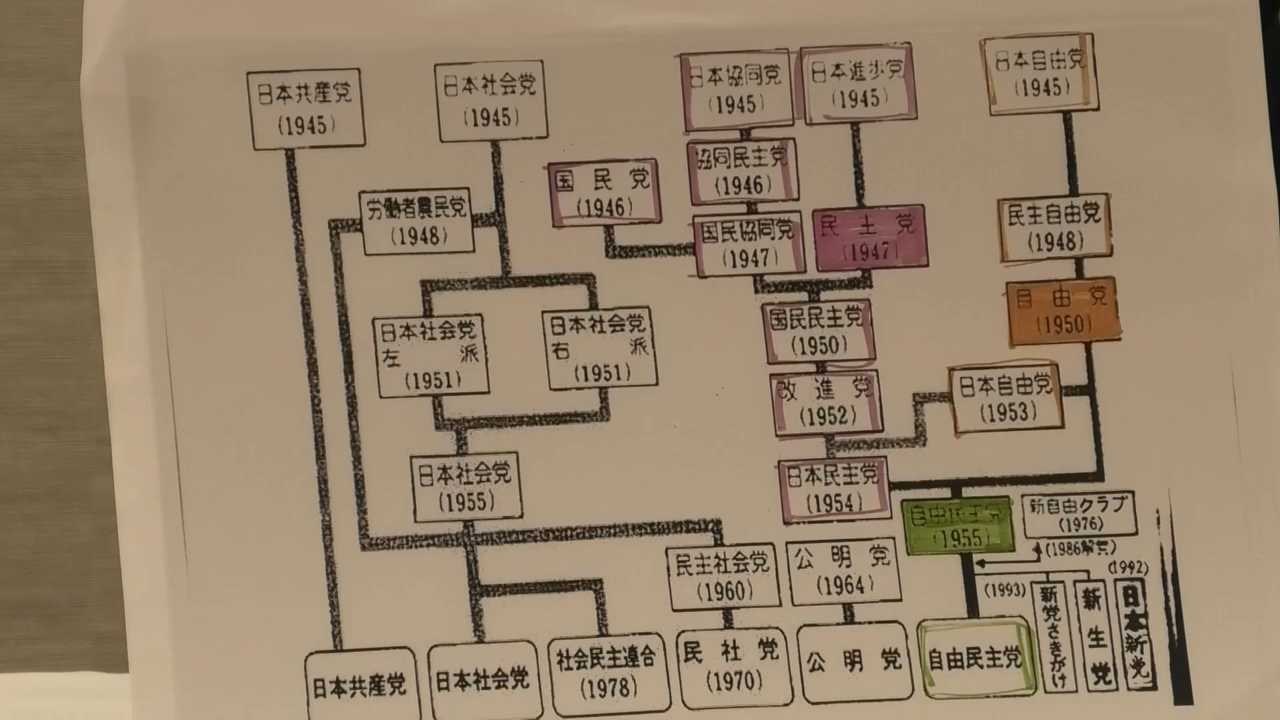 日本共産党
(1945)
日本社会党
(1945)
日本協同党
(1945)
日本進歩党
(1945)
日本自由党
(1945)
協同民主党
(1946)
国民党
(1946)
労働者農民党
(1948)
国民協同党
(1947)
民主党
(1947)
民主自由党
(1948)
自由党
(1950)
日本社会党
左派
(1951)
日本社会党
右派
(1951)
国民民主党
(1950)
改進党
(1952)
日本自由党
(1953)
日本社会党
(1955)
日本民主党
(1954)
自由民主党
(1955)
新自由クラブ
(1976)
(1986解党)
民主社会党
(1960)
公明党
(1964)
(1993)
(1992)
日本共産党
日本社会党
社会民主連合
(1978)
民社党
(1970)
公明党
自由民主党
新党さきがけ
新生党
日本新党